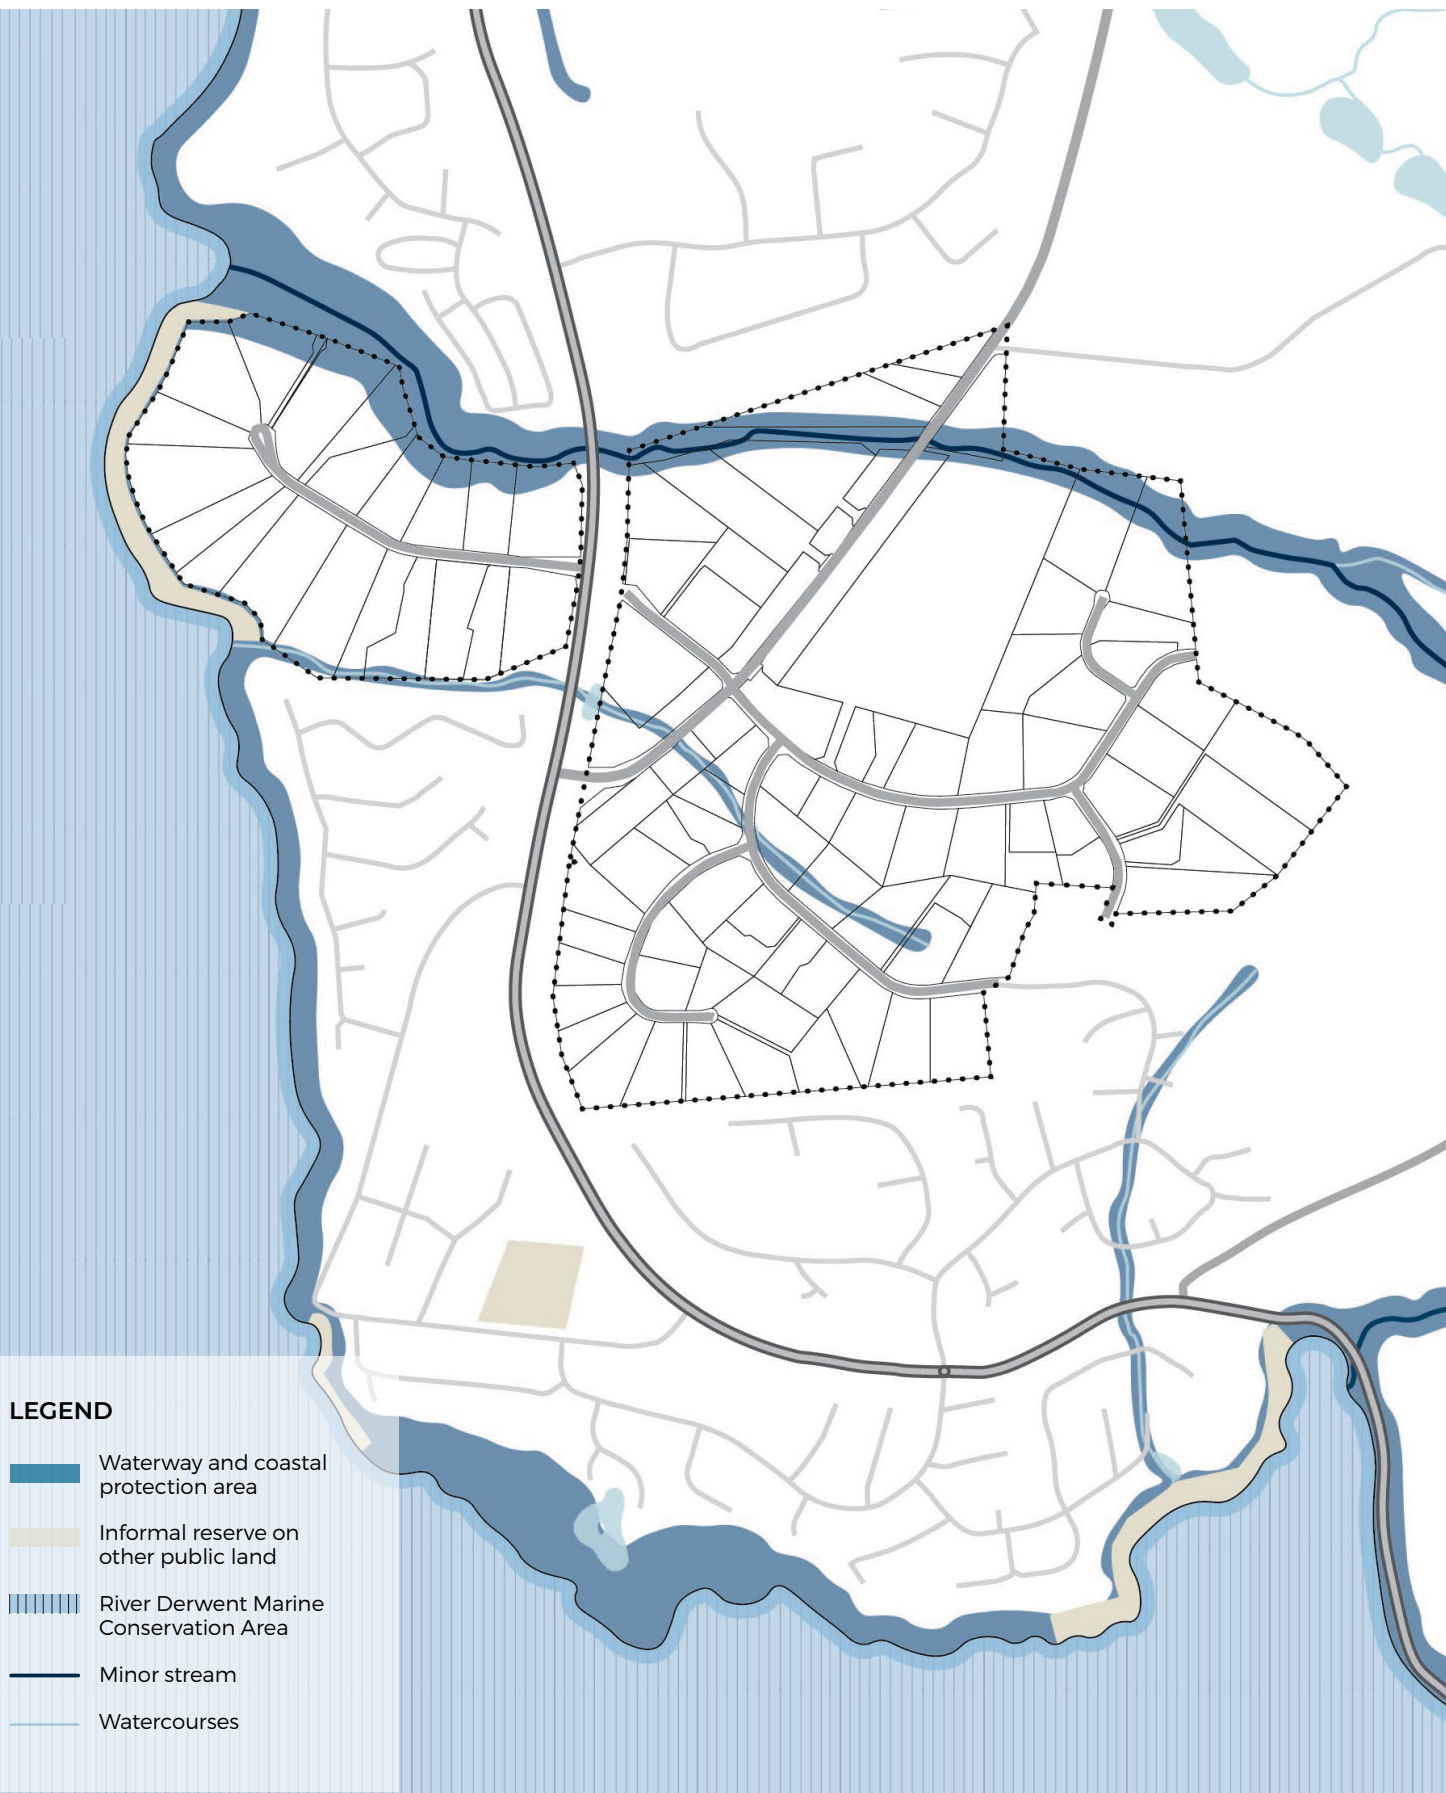 LEGEND
Waterway and coastal
protection area
Informal reserve on
other public land
River Derwent Marine
Conservation Area
Minor stream
Watercourses